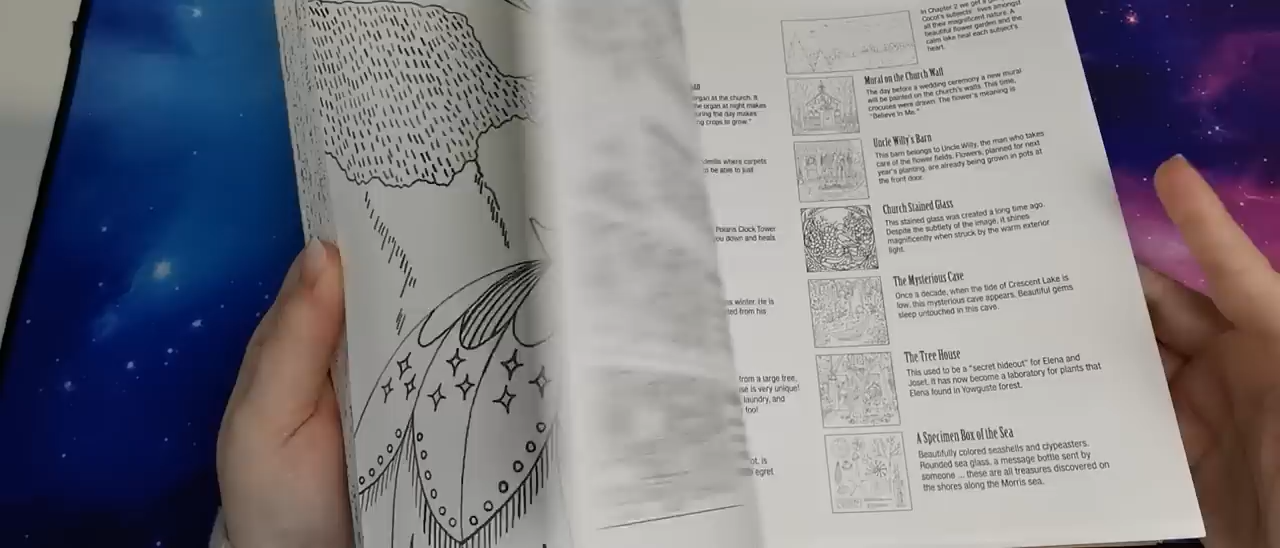 organ at the church. It
the organ at night makes
during the day makes
ng crops to grow."
where carpets
o be able to just
Polaris Clock Tower
ou down and heals
winter. He is
ted from his
from a large tree.
se is very unique!
laundry, and
too!
ot, is
egret
In Chapter 2 we get a
Cocot's subjects' lives amongst
all their magnificent nature. A
beautiful flower garden and the
calm lake heal each subject's
heart.
Mural on the Church Wall
The day before a wedding ceremony a new mural
will be painted on the church's walls. This time,
crocuses were drawn. The flower's meaning is
"Believe in Me."
Uncle Willy's Barn
This barn belongs to Uncle Willy, the man who takes
care of the flower fields. Flowers, planned for next
year's planting, are already being grown in pots at
the front door.
Church Stained Glass
This stained glass was created a long time ago.
Despite the subtlety of the image, it shines
magnificently when struck by the warm exterior
light.
The Mysterious Cave
Once a decade, when the tide of Crescent Lake is
low, this mysterious cave appears. Beautiful gems
sleep untouched in this cave.
The Tree House
This used to be a "secret hideout" for Elena and
Josef. It has now become a laboratory for plants that
Elena found in Yowguste forest.
A Specimen Box of the Sea
Beautifully colored seashells and clypeasters.
Rounded sea glass, a message bottle sent by
someone ... these are all treasures discovered on
the shores along the Morris sea.